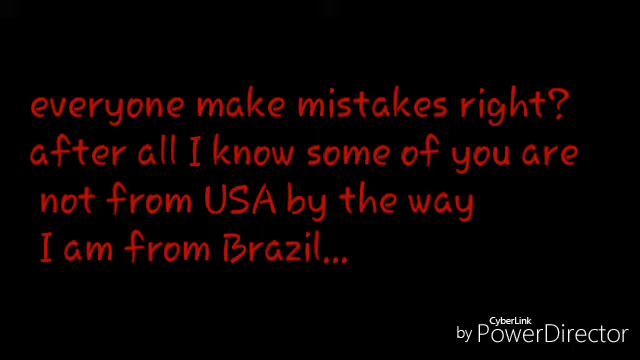 everyone make mistakes right?
after all I know some of you are
not from USA by the way
I am from Brazil...
CyberLink
by PowerDirector